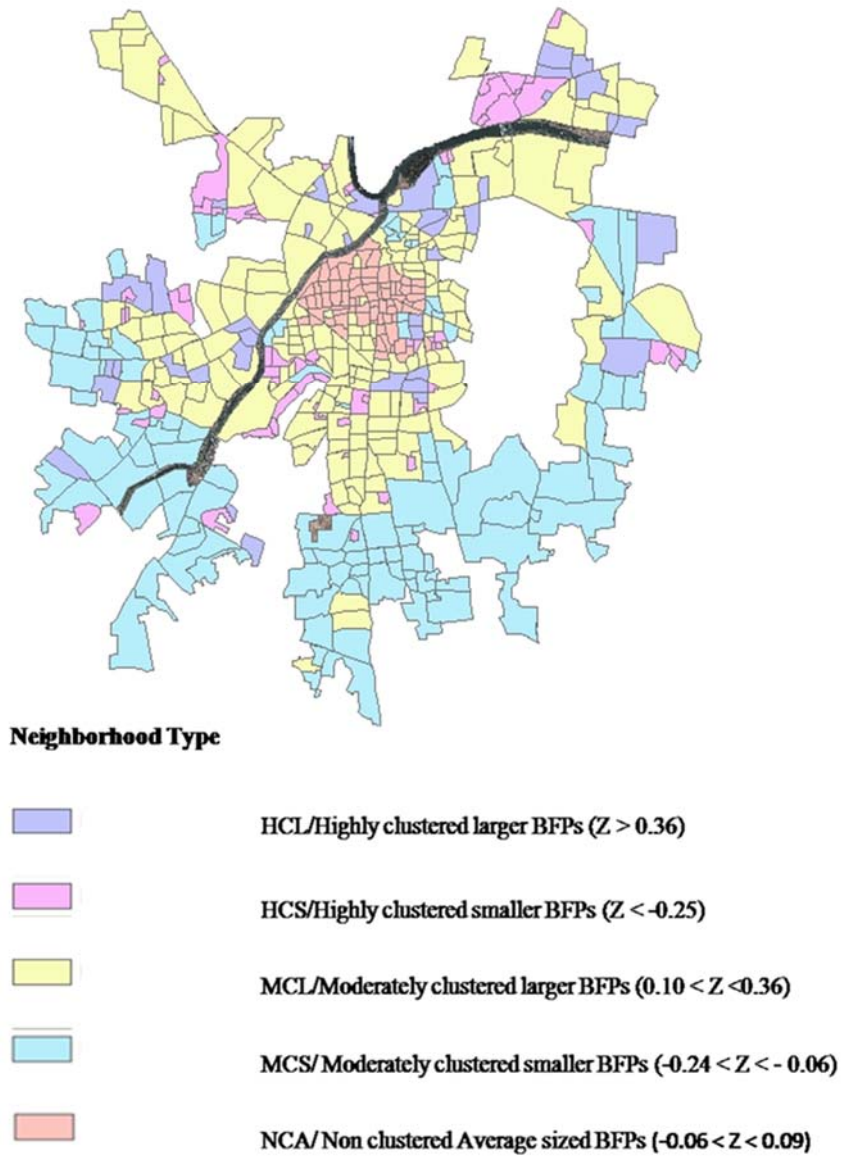 Neighborhood Type
HCL/Highly clustered larger BFPs (Z > 0.36)
HCS/Highly clustered smaller BFPs (Z < -0.25)
MCL/Moderately clustered larger BFPs (0.10 < Z <0.36)
MCS/ Moderately clustered smaller BFPs (-0.24 < Z < - 0.06)
NCA/ Non clustered Average sized BFPs (-0.06 < Z < 0.09)